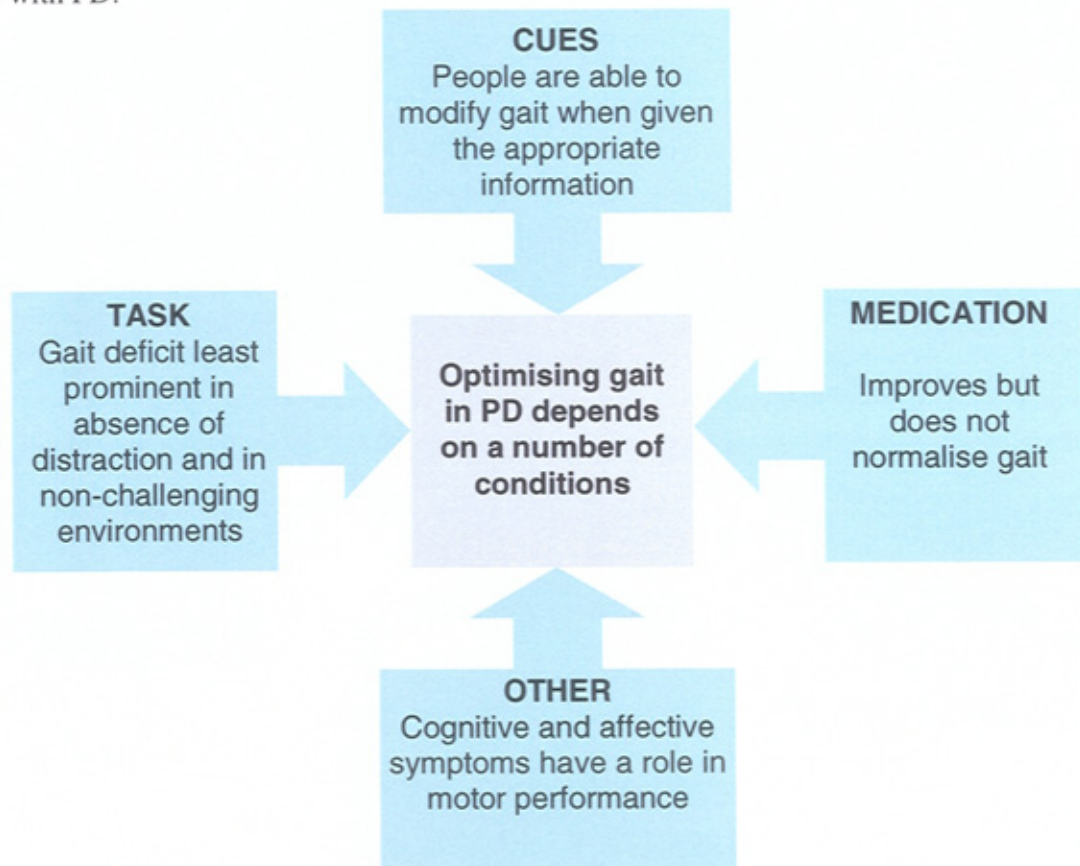 with PD.
CUES
People are able to
modify gait when given
the appropriate
information
TASK
Gait deficit least
prominent in
absence of
distraction and in
non-challenging
environments
Optimising gait
in PD depends
on a number of
conditions
MEDICATION
Improves but
does not
normalise gait
OTHER
Cognitive and affective
symptoms have a role in
motor performance